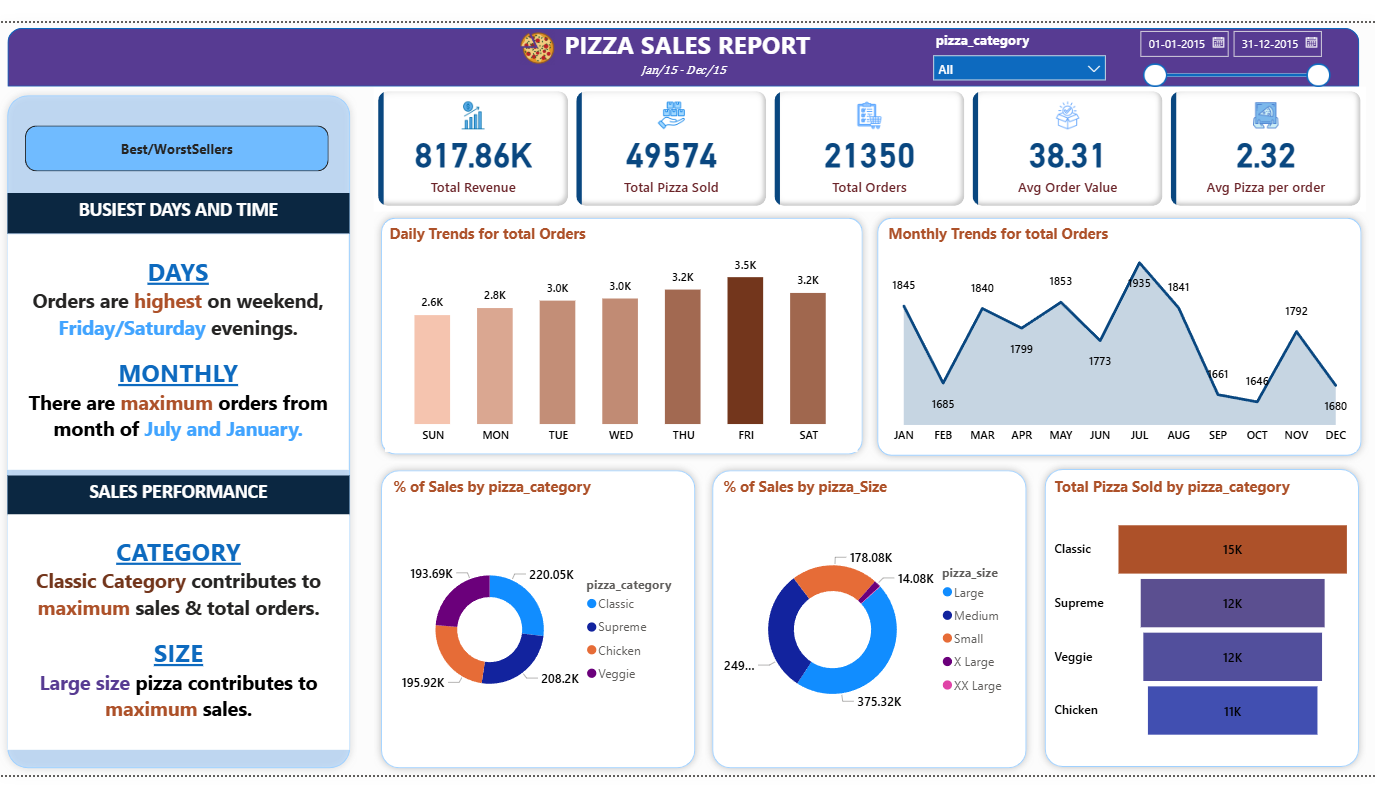 PIZZA SALES REPORT
Jan/15 - Dec/15
pizza_category
All
01-01-2015
31-12-2015
Best/WorstSellers
BUSIEST DAYS AND TIME
DAYS
Orders are highest on weekend,
Friday/Saturday evenings.
MONTHLY
There are maximum orders from
month of July and January.
SALES PERFORMANCE
CATEGORY
Classic Category contributes to
maximum sales & total orders.
SIZE
Large size pizza contributes to
maximum sales.
817.86K
Total Revenue
49574
Total Pizza Sold
21350
Total Orders
38.31
Avg Order Value
2.32
Avg Pizza per order
Daily Trends for total Orders
2.6K
2.8K
3.0K
3.0K
3.2K
3.5K
3.2K
SUN MON TUE WED THU FRI SAT
Monthly Trends for total Orders
1845
1685
1840
1799
1853
1773
1935
1841
1661
1646
1792
1680
JAN FEB MAR APR MAY JUN JUL AUG SEP OCT NOV DEC
% of Sales by pizza_category
193.69K
220.05K
195.92K
208.2K
pizza_category
Classic
Supreme
Chicken
Veggie
% of Sales by pizza_Size
178.08K
14.08K
249...
375.32K
pizza_size
Large
Medium
Small
X Large
XX Large
Total Pizza Sold by pizza_category
Classic 15K
Supreme 12K
Veggie 12K
Chicken 11K